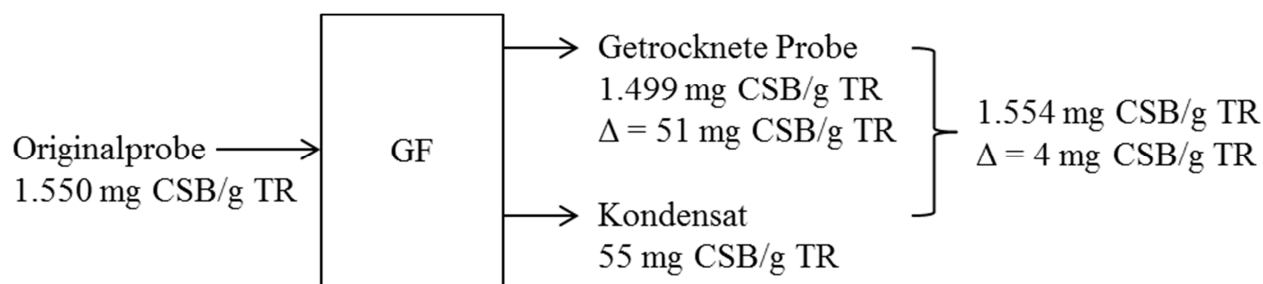 Originalprobe
1.550 mg CSB/g TR
GF
Getrocknete Probe
1.499 mg CSB/g TR
Δ = 51 mg CSB/g TR
Kondensat
55 mg CSB/g TR
1.554 mg CSB/g TR
Δ = 4 mg CSB/g TR